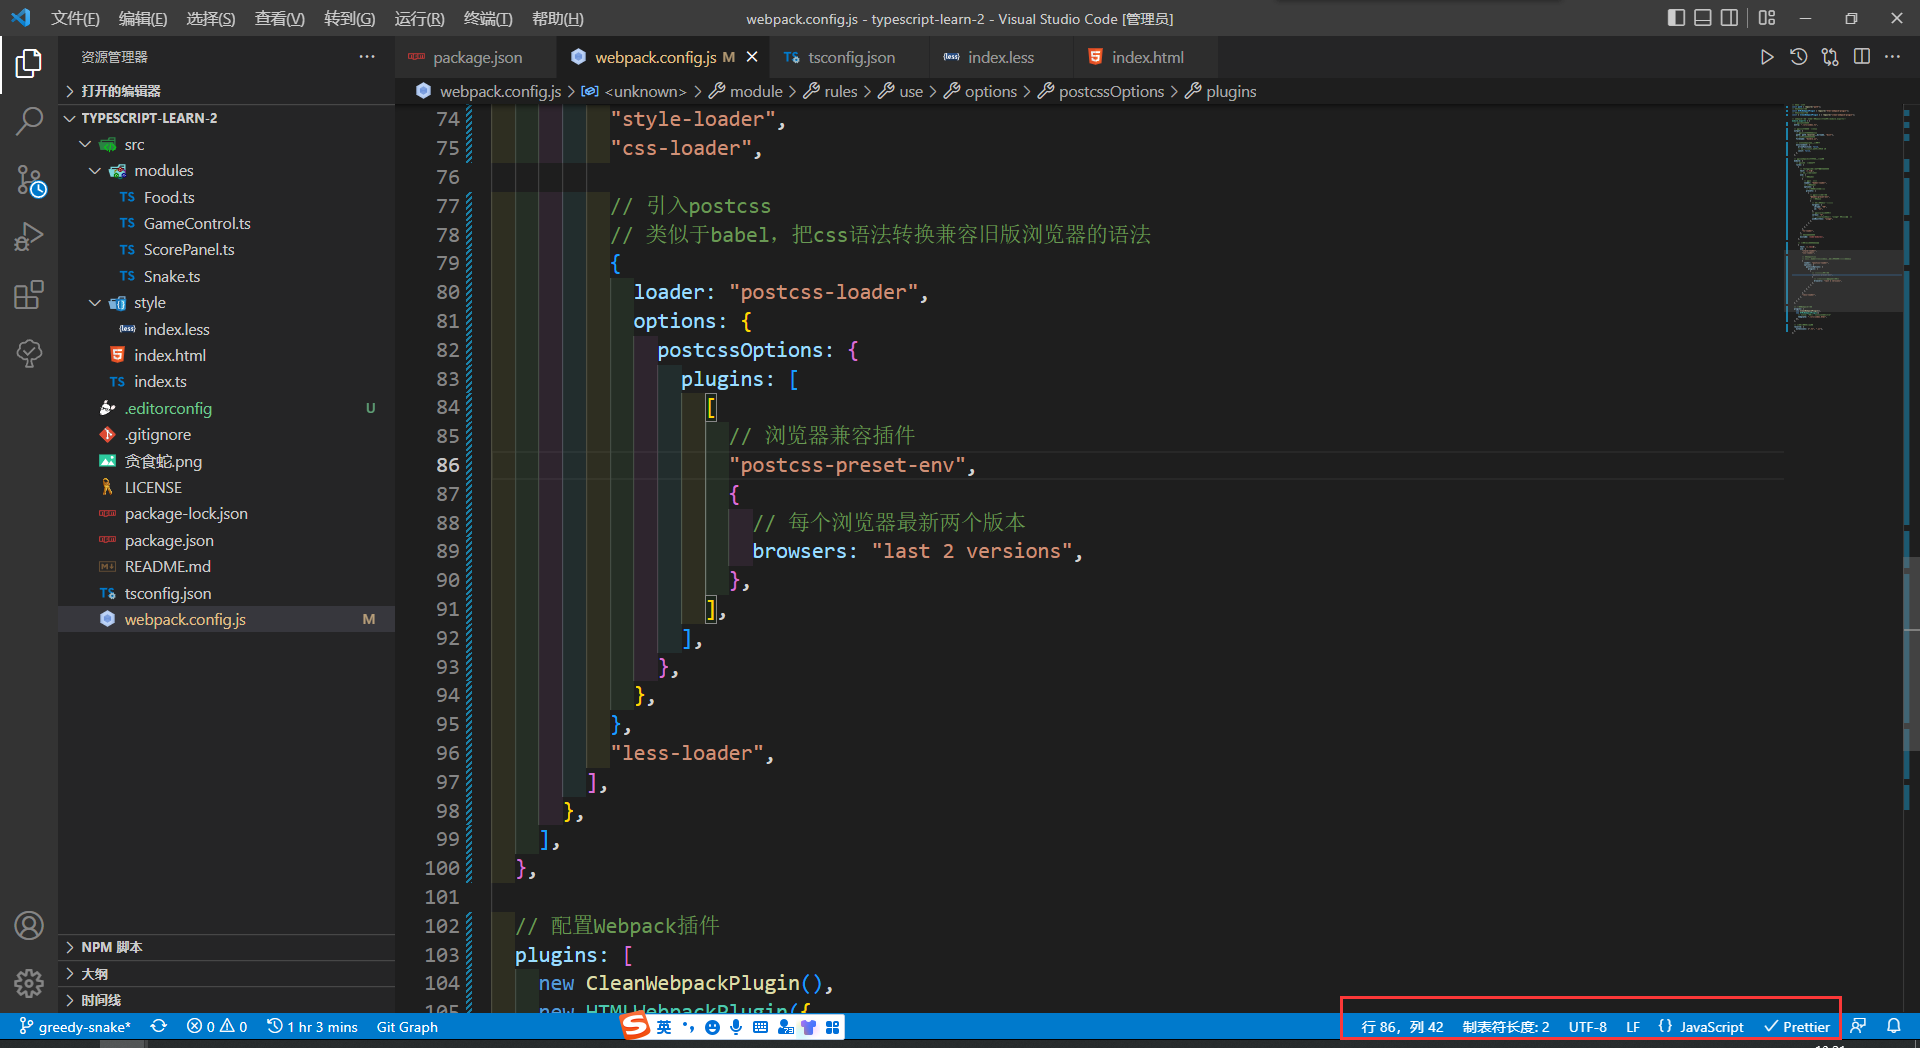 文件(F) 编辑(E) 选择(S) 查看(V) 转到(G) 运行(R) 终端(T) 帮助(H) webpack.config.js - typescript-learn-2 - Visual Studio Code [管理员]
资源管理器
打开的编辑器
TYPESCRIPT-LEARN-2
src
modules
TS Food.ts
TS GameControl.ts
TS ScorePanel.ts
TS Snake.ts
style
{less} index.less
index.html
TS index.ts
.editorconfig U
.gitignore
贪食蛇.png
LICENSE
package-lock.json
package.json
README.md
tsconfig.json
webpack.config.js M
NPM 脚本
大纲
时间线
package.json webpack.config.js M tsconfig.json {less} index.less index.html
webpack.config.js > <unknown> > module > rules > use > options > postcssOptions > plugins
74 "style-loader",
75 "css-loader",
76
77 // 引入postcss
78 // 类似于babel，把css语法转换兼容旧版浏览器的语法
79 {
80 loader: "postcss-loader",
81 options: {
82 postcssOptions: {
83 plugins: [
84 [
85 // 浏览器兼容插件
86 "postcss-preset-env",
87 {
88 // 每个浏览器最新两个版本
89 browsers: "last 2 versions",
90 },
91 ],
92 ],
93 },
94 },
95 },
96 "less-loader",
97 ],
98 },
99 ],
100 },
101
102 // 配置Webpack插件
103 plugins: [
104 new CleanWebpackPlugin(),
105 new HTMLWebpackPlugin({
greedy-snake* 0 0 1 hr 3 mins Git Graph 英 行 86，列 42 制表符长度: 2 UTF-8 LF {} JavaScript Prettier